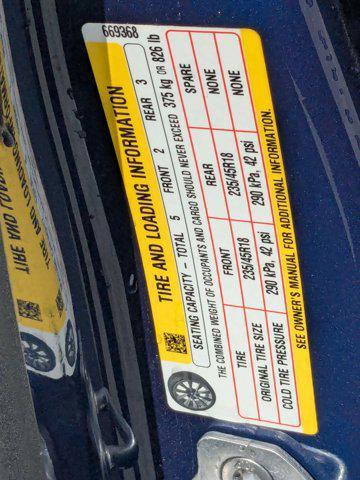 669368
TIRE AND LOADING INFORMATION
SEATING CAPACITY – TOTAL 5 FRONT 2 REAR 3
THE COMBINED WEIGHT OF OCCUPANTS AND CARGO SHOULD NEVER EXCEED 375 kg OR 826 lb
TIRE FRONT REAR SPARE
ORIGINAL TIRE SIZE 235/45R18 235/45R18 NONE
COLD TIRE PRESSURE 290 kPa, 42 psi 290 kPa, 42 psi NONE
SEE OWNER'S MANUAL FOR ADDITIONAL INFORMATION.
TIRE AND LOADING